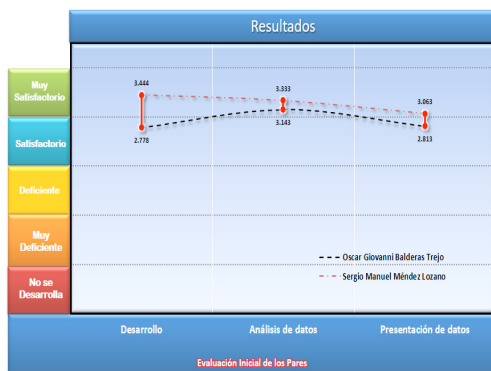 Resultados
Muy
Satisfactorio
Satisfactorio
Deficiente
Muy
Deficiente
No se
Desarrolla
3.444
3.333
3.063
2.778
3.143
2.813
Oscar Giovanni Balderas Trejo
Sergio Manuel Méndez Lozano
Desarrollo
Análisis de datos
Presentación de datos
Evaluación Inicial de los Pares